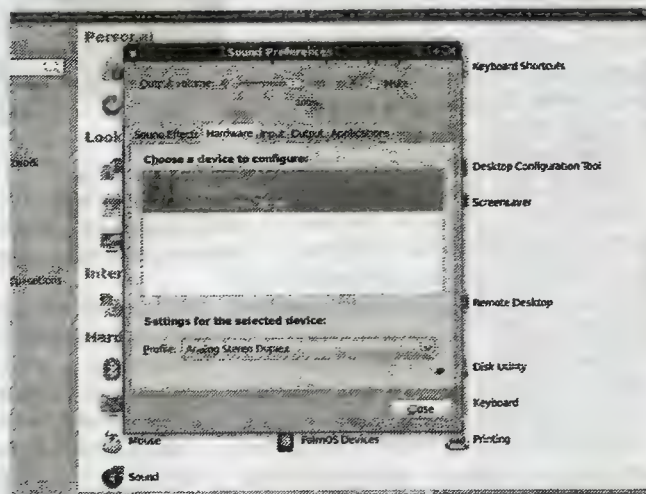 Personal
Sound Preferences
Keyboard Shortcuts
Output volume:
Mute
100%
Look
Sound Effects Hardware Input Output Applications
Choose a device to configure:
Desktop Configuration Tool
Screensaver
Inter
Remote Desktop
Settings for the selected device:
Hard
Profile: Analog Stereo Duplex
Disk Utility
Keyboard
Close
Mouse
PalmOS Devices
Printing
Sound